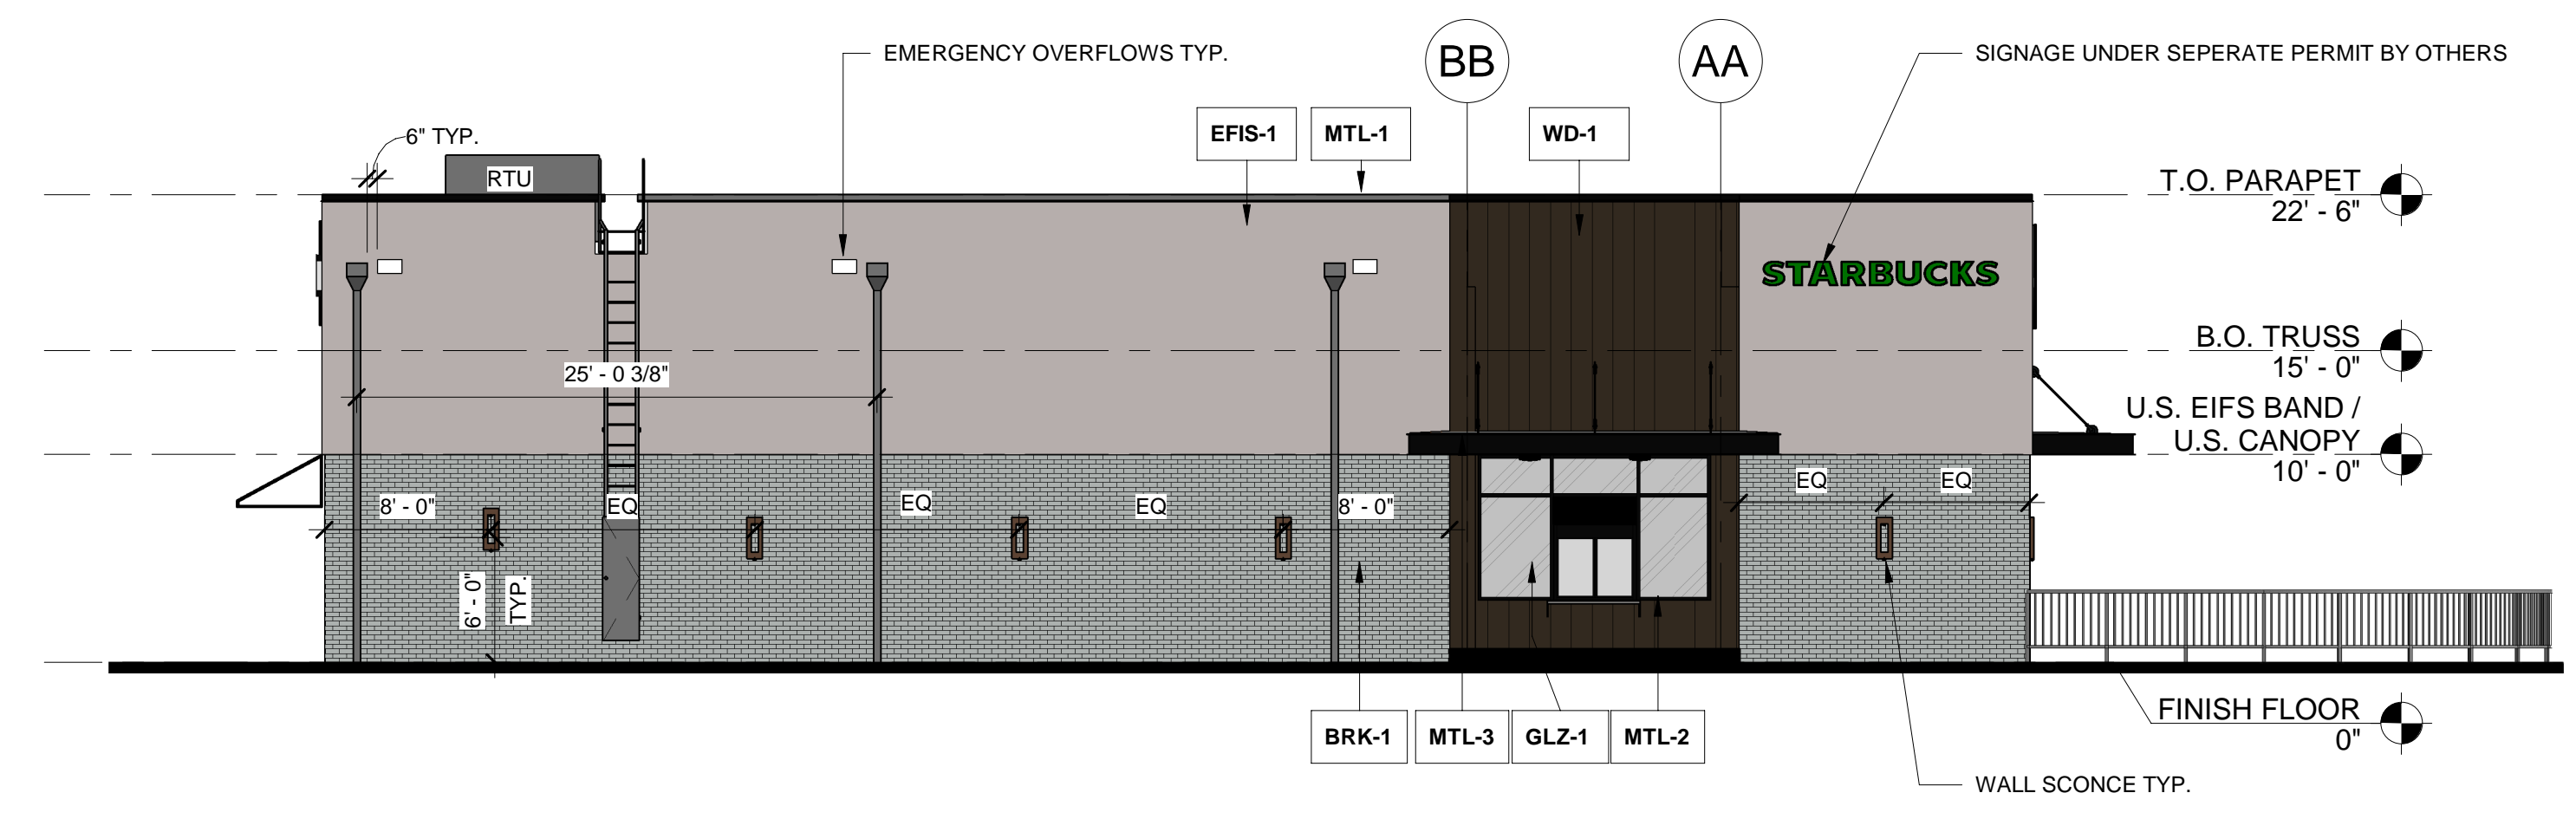 EMERGENCY OVERFLOWS TYP.
BB
AA
SIGNAGE UNDER SEPERATE PERMIT BY OTHERS
6" TYP.
EFIS-1
MTL-1
WD-1
RTU
T.O. PARAPET
22' - 6"
STARBUCKS
B.O. TRUSS
15' - 0"
25' - 0 3/8"
U.S. EIFS BAND /
U.S. CANOPY
10' - 0"
8' - 0"
EQ
EQ
EQ
8' - 0"
EQ
EQ
6' - 0"
TYP.
BRK-1
MTL-3
GLZ-1
MTL-2
FINISH FLOOR
0"
WALL SCONCE TYP.